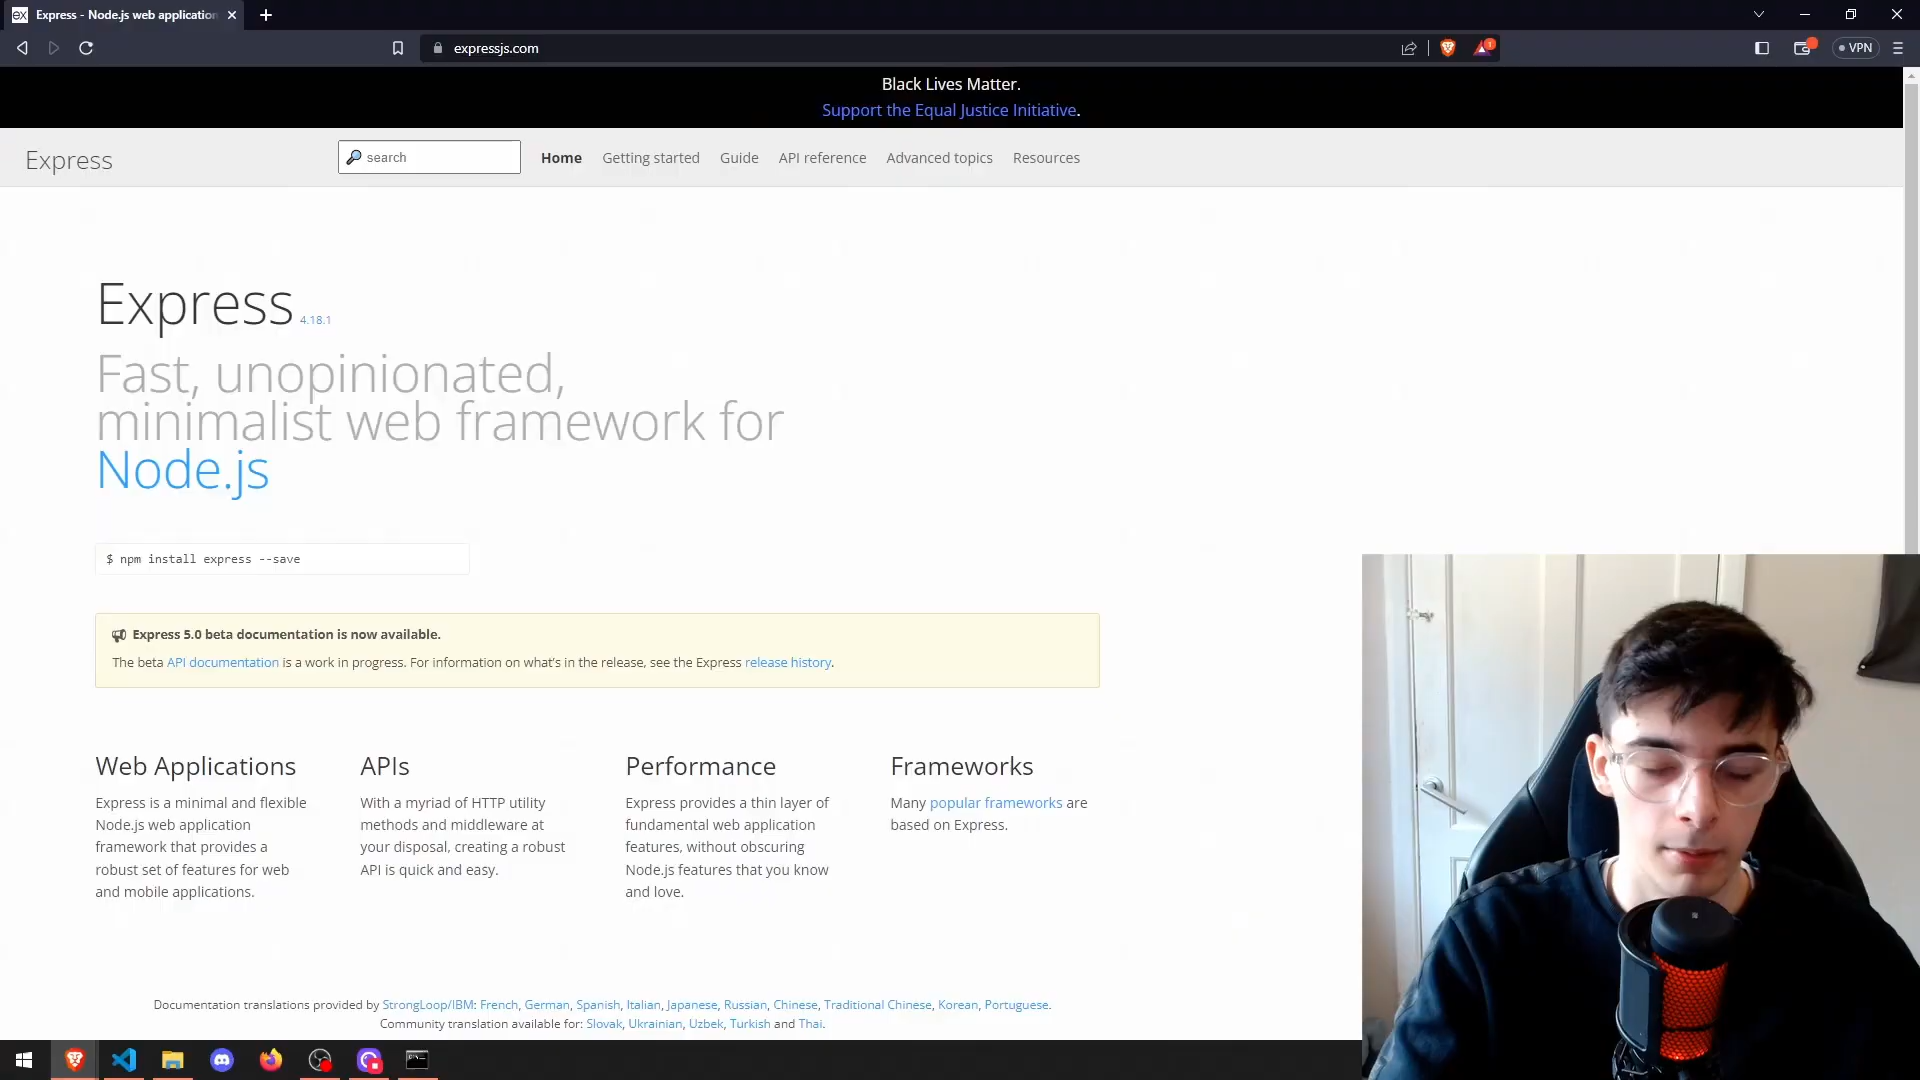 Express - Node.js web application
expressjs.com
1
VPN
Black Lives Matter.
Support the Equal Justice Initiative.
Express
search
Home
Getting started
Guide
API reference
Advanced topics
Resources
Express 4.18.1
Fast, unopinionated,
minimalist web framework for
Node.js
$ npm install express --save
Express 5.0 beta documentation is now available.
The beta API documentation is a work in progress. For information on what's in the release, see the Express release history.
Web Applications
Express is a minimal and flexible
Node.js web application
framework that provides a
robust set of features for web
and mobile applications.
APIs
With a myriad of HTTP utility
methods and middleware at
your disposal, creating a robust
API is quick and easy.
Performance
Express provides a thin layer of
fundamental web application
features, without obscuring
Node.js features that you know
and love.
Frameworks
Many popular frameworks are
based on Express.
Documentation translations provided by StrongLoop/IBM: French, German, Spanish, Italian, Japanese, Russian, Chinese, Traditional Chinese, Korean, Portuguese.
Community translation available for: Slovak, Ukrainian, Uzbek, Turkish and Thai.